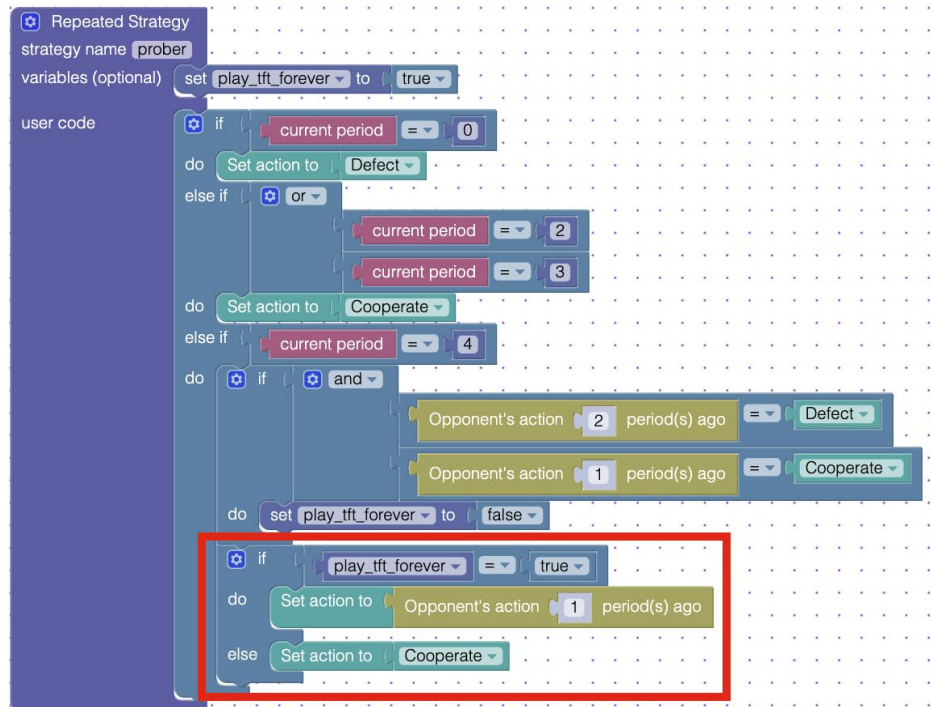 Repeated Strategy
strategy name prober
variables (optional) set play_tft_forever to true
user code if current period = 0
do Set action to Defect
else if or
current period = 2
current period = 3
do Set action to Cooperate
else if current period = 4
do if and
Opponent's action 2 period(s) ago = Defect
Opponent's action 1 period(s) ago = Cooperate
do set play_tft_forever to false
if play_tft_forever = true
do Set action to Opponent's action 1 period(s) ago
else Set action to Cooperate